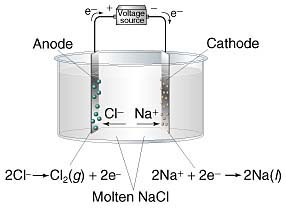 e⁻ + Voltage source − e⁻
Anode
Cathode
Cl⁻ Na⁺
2Cl⁻→Cl₂(g) + 2e⁻
2Na⁺ + 2e⁻ → 2Na(l)
Molten NaCl